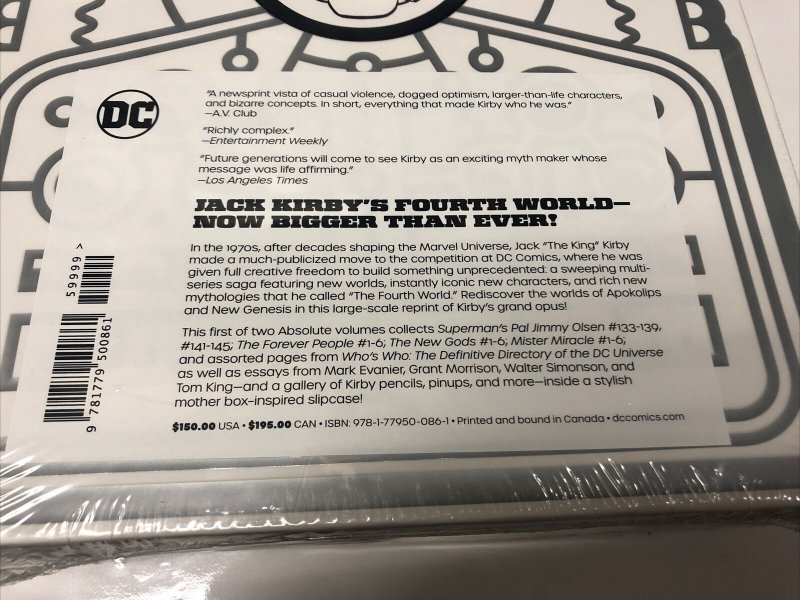 DC
"A newsprint vista of casual violence, dogged optimism, larger-than-life characters,
and bizarre concepts. In short, everything that made Kirby who he was."
—A.V. Club
"Richly complex."
—Entertainment Weekly
"Future generations will come to see Kirby as an exciting myth maker whose
message was life affirming."
—Los Angeles Times
JACK KIRBY'S FOURTH WORLD—
NOW BIGGER THAN EVER!
In the 1970s, after decades shaping the Marvel Universe, Jack "The King" Kirby
made a much-publicized move to the competition at DC Comics, where he was
given full creative freedom to build something unprecedented: a sweeping multi-
series saga featuring new worlds, instantly iconic new characters, and rich new
mythologies that he called "The Fourth World." Rediscover the worlds of Apokolips
and New Genesis in this large-scale reprint of Kirby's grand opus!
This first of two Absolute volumes collects Superman's Pal Jimmy Olsen #133-139,
#141-145; The Forever People #1-6; The New Gods #1-6; Mister Miracle #1-6;
and assorted pages from Who's Who: The Definitive Directory of the DC Universe
as well as essays from Mark Evanier, Grant Morrison, Walter Simonson, and
Tom King—and a gallery of Kirby pencils, pinups, and more—inside a stylish
mother box-inspired slipcase!
$150.00 USA • $195.00 CAN • ISBN: 978-1-77950-086-1 • Printed and bound in Canada • dccomics.com
59999 >
9 781779 500861